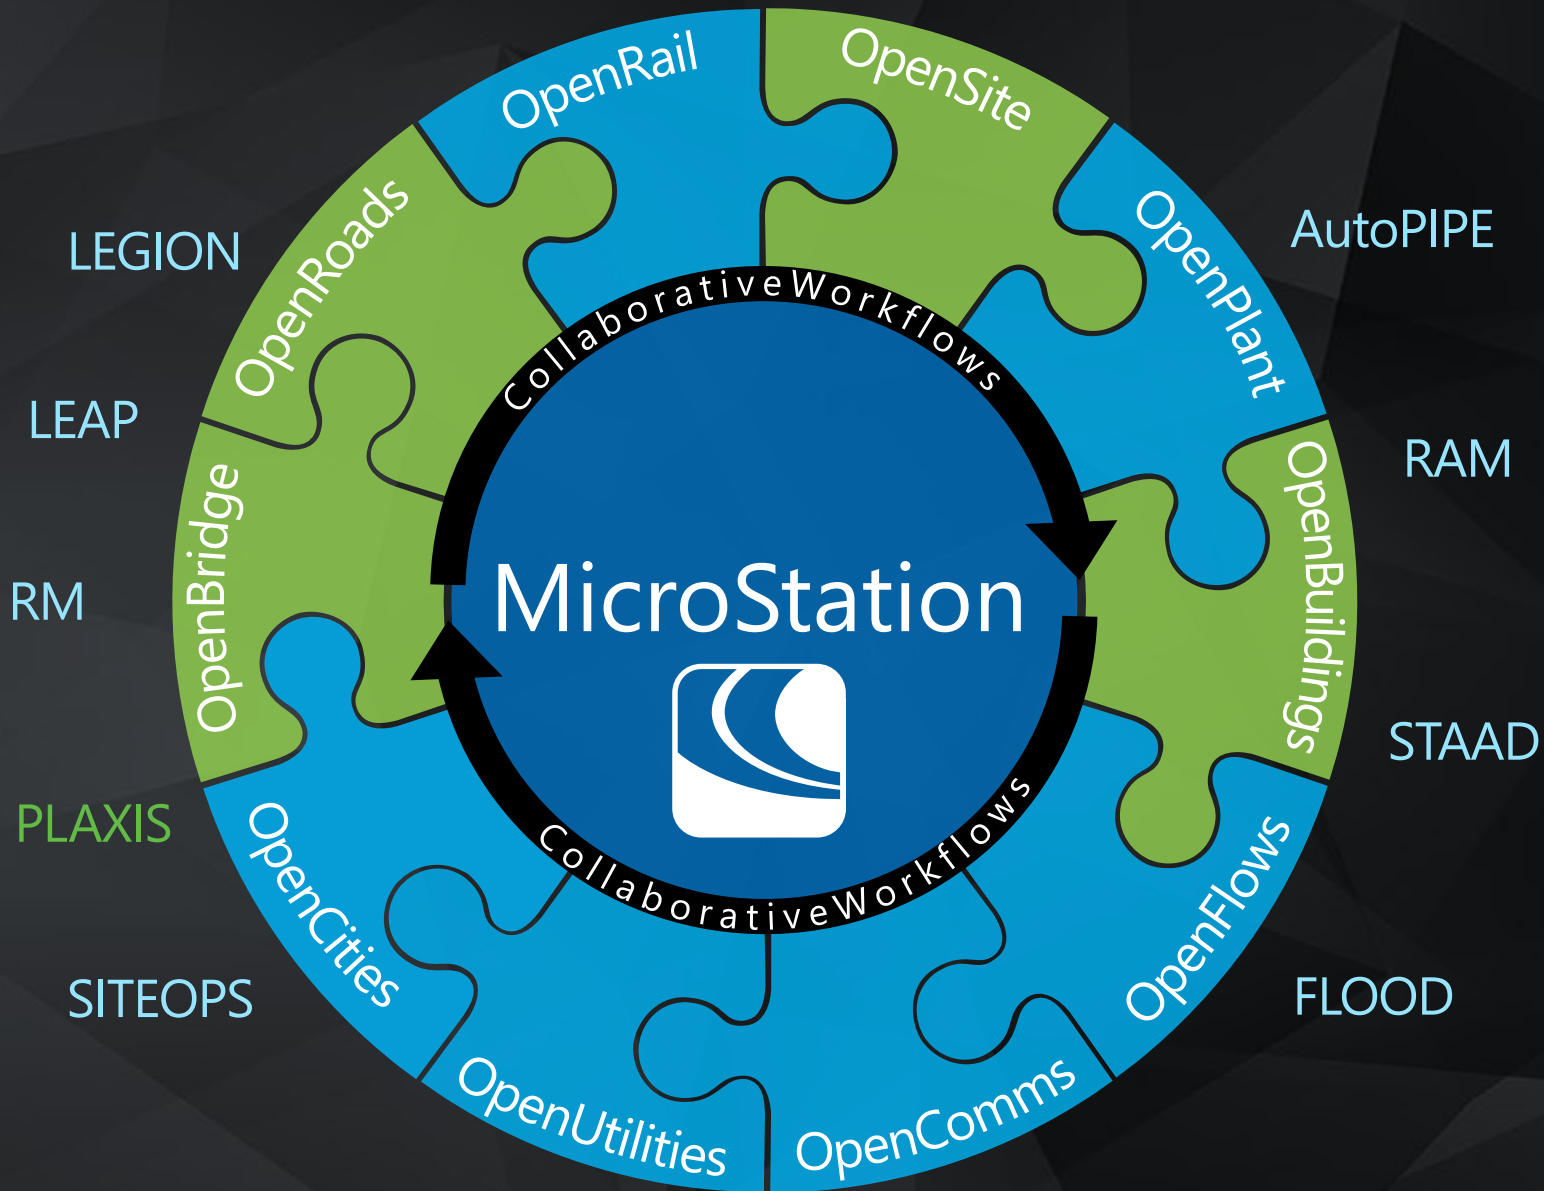 OpenRail
OpenSite
OpenPlant
OpenBuildings
OpenFlows
OpenComms
OpenUtilities
OpenCities
OpenBridge
OpenRoads
CollaborativeWorkflows
MicroStation
CollaborativeWorkflows
LEGION
LEAP
RM
PLAXIS
SITEOPS
AutoPIPE
RAM
STAAD
FLOOD